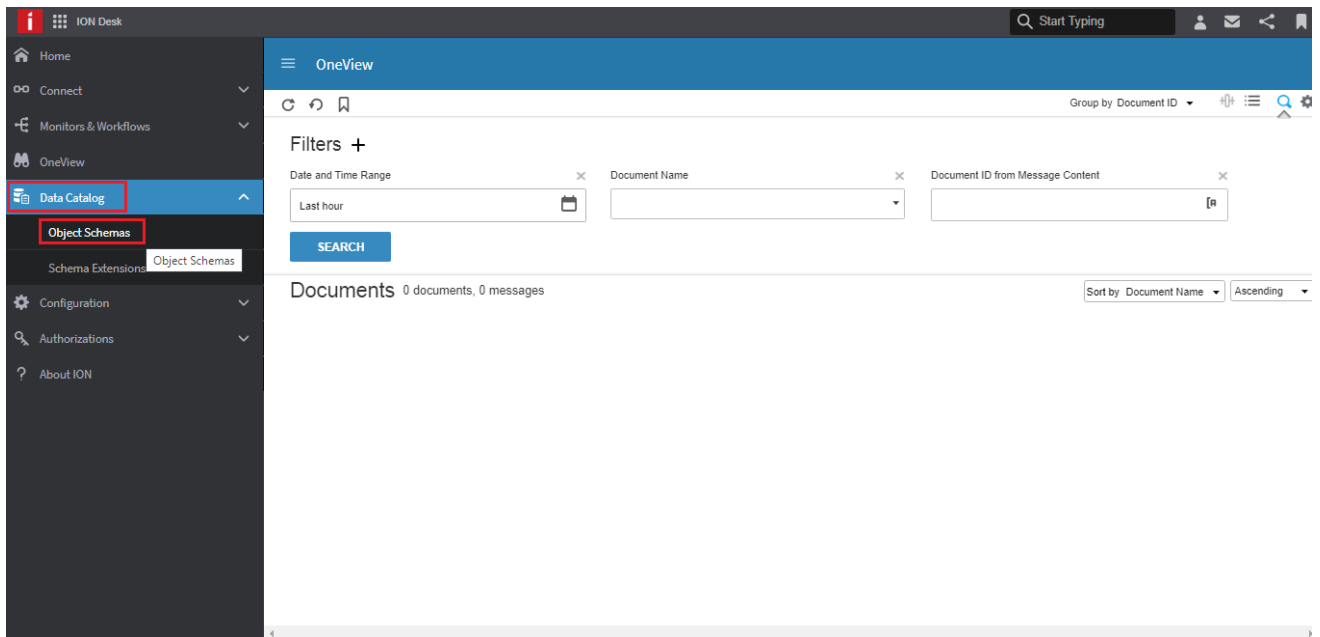 ION Desk
Start Typing
Home
Connect
Monitors & Workflows
OneView
Data Catalog
Object Schemas
Schema Extensions
Object Schemas
Configuration
Authorizations
? About ION
OneView
Group by Document ID
Filters +
Date and Time Range
Document Name
Document ID from Message Content
Last hour
SEARCH
Documents 0 documents, 0 messages
Sort by Document Name
Ascending